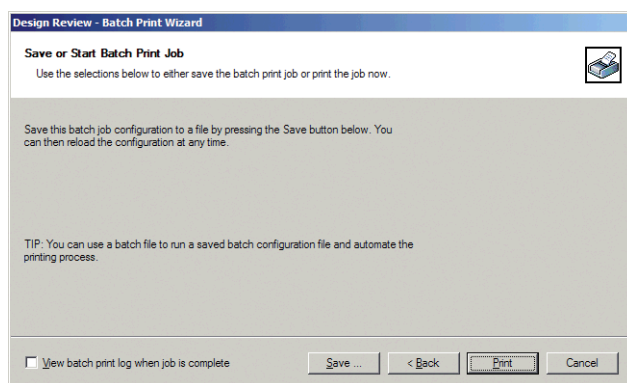 Design Review - Batch Print Wizard
Save or Start Batch Print Job
Use the selections below to either save the batch print job or print the job now.
Save this batch job configuration to a file by pressing the Save button below. You
can then reload the configuration at any time.
TIP: You can use a batch file to run a saved batch configuration file and automate the
printing process.
View batch print log when job is complete
Save ...
< Back
Print
Cancel